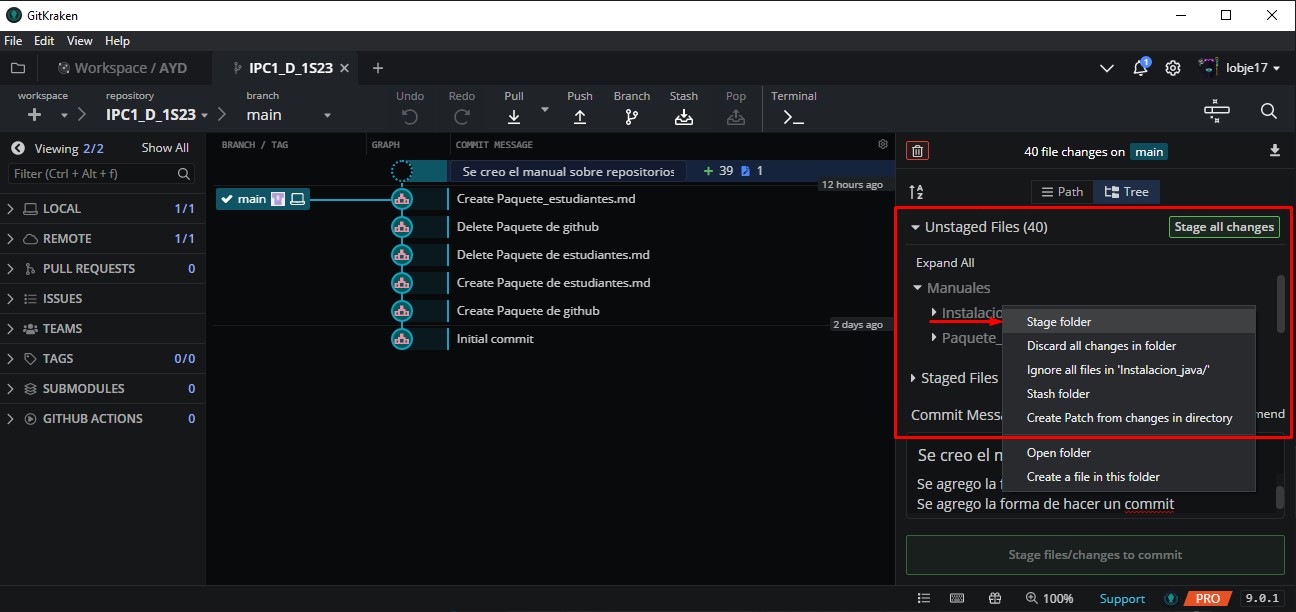 GitKraken
File Edit View Help
Workspace / AYD
IPC1_D_1S23
1
lobje17
workspace
IPC1_D_1S23
repository
main
branch
Undo
Redo
Pull
Push
Branch
Stash
Pop
Terminal
Viewing 2/2 Show All
Filter (Ctrl + Alt + f)
LOCAL 1/1
REMOTE 1/1
PULL REQUESTS 0
ISSUES
TEAMS
TAGS 0/0
SUBMODULES 0
GITHUB ACTIONS 0
BRANCH / TAG GRAPH COMMIT MESSAGE
Se creo el manual sobre repositorios + 39 1
12 hours ago
main Create Paquete_estudiantes.md
Delete Paquete de github
Delete Paquete de estudiantes.md
Create Paquete de estudiantes.md
Create Paquete de github
2 days ago
Initial commit
40 file changes on main
Path Tree
Unstaged Files (40) Stage all changes
Expand All
Manuales
Instalacio
Paquete_
Staged Files
Commit Messa mend
Se creo el m
Se agrego la f
Se agrego la forma de hacer un commit
Stage folder
Discard all changes in folder
Ignore all files in 'Instalacion_java/'
Stash folder
Create Patch from changes in directory
Open folder
Create a file in this folder
Stage files/changes to commit
100% Support PRO 9.0.1